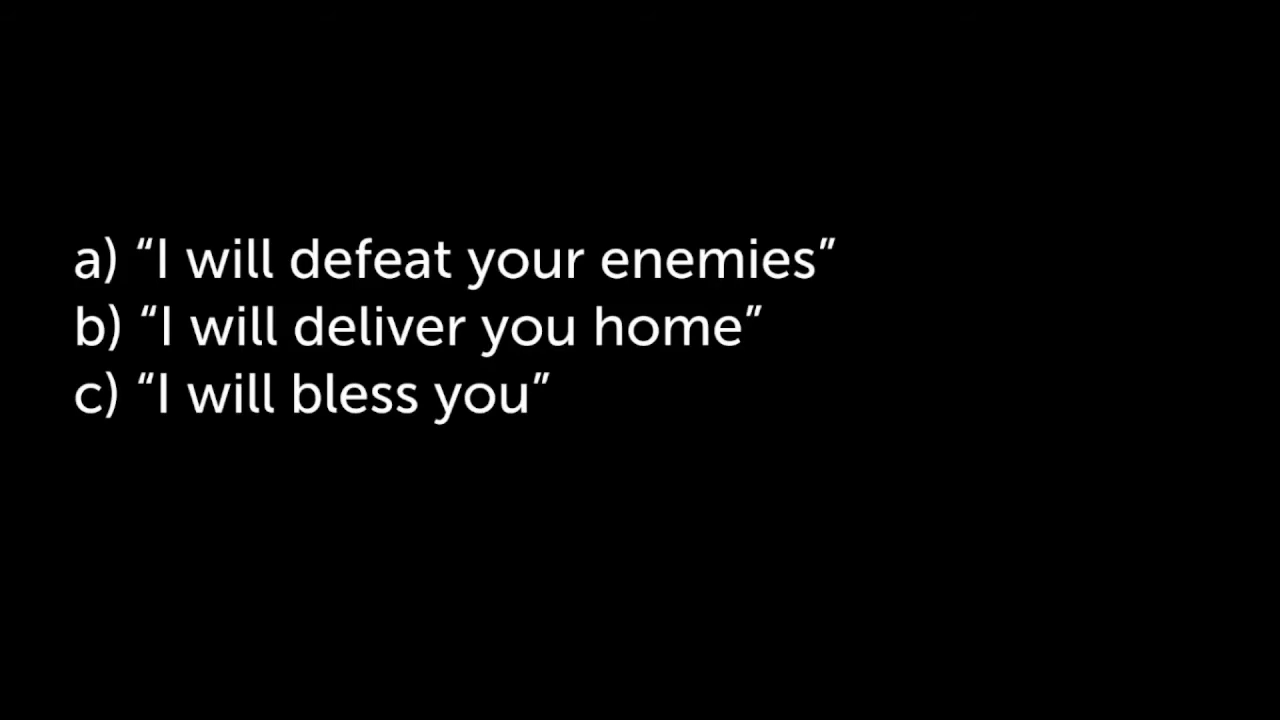 a) “I will defeat your enemies”
b) “I will deliver you home”
c) “I will bless you”